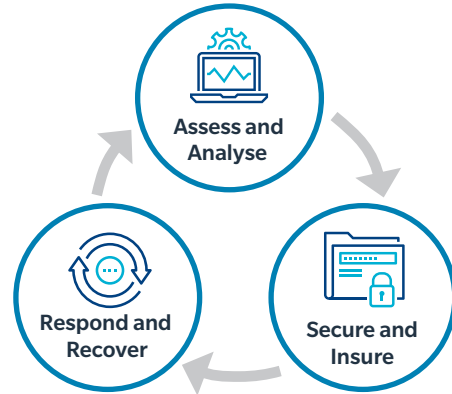 Assess and
Analyse
Respond and
Recover
Secure and
Insure